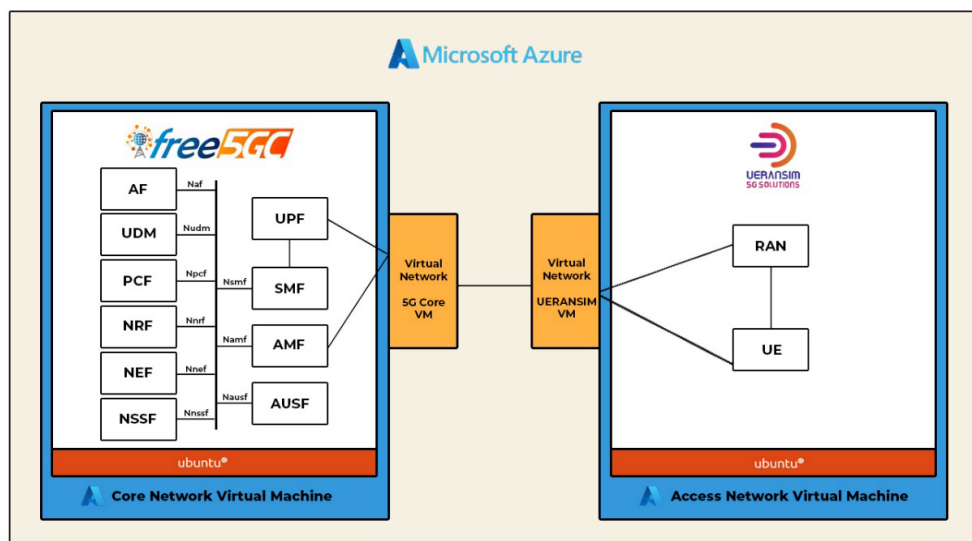 Microsoft Azure
free5GC
AF
Naf
UDM
Nudm
PCF
Npcf
NRF
Nnrf
NEF
Nnef
NSSF
Nnssf
UPF
Nsmf
SMF
Namf
AMF
Nausf
AUSF
ubuntu®
Core Network Virtual Machine
Virtual
Network
5G Core
VM
Virtual
Network
UERANSIM
VM
UERANSIM
5G SOLUTIONS
RAN
UE
ubuntu®
Access Network Virtual Machine